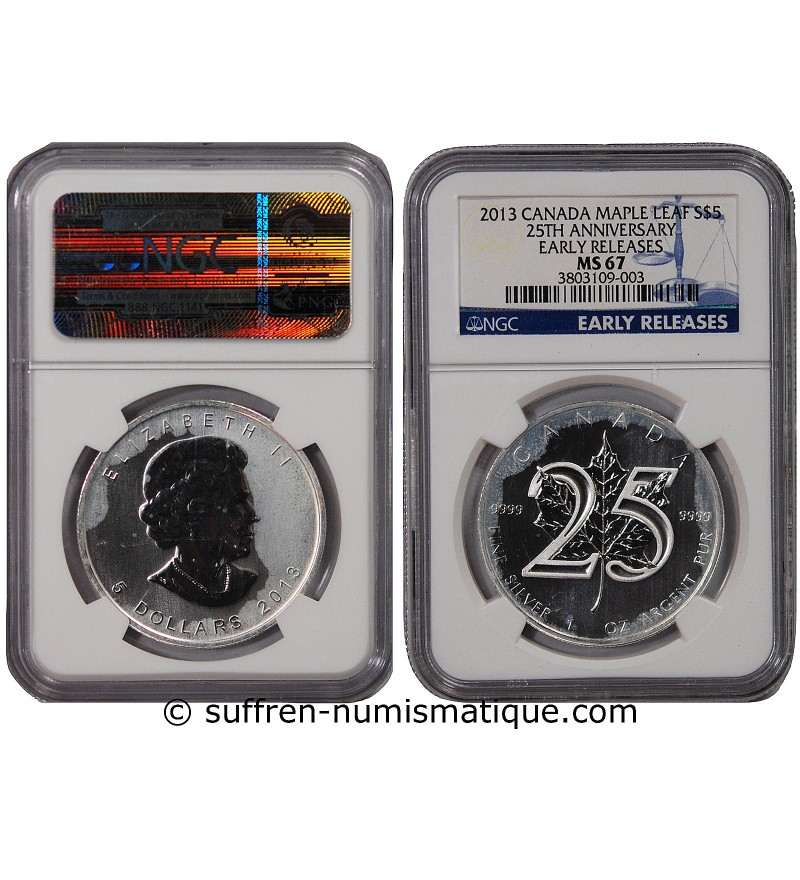 NGC
PNG
ELIZABETH II
5 DOLLARS 2013
2013 CANADA MAPLE LEAF S$5
25TH ANNIVERSARY
EARLY RELEASES
MS 67
3803109-003
NGC EARLY RELEASES
CANADA
9999 25 9999
FINE SILVER 1 OZ ARGENT PUR
© suffren-numismatique.com